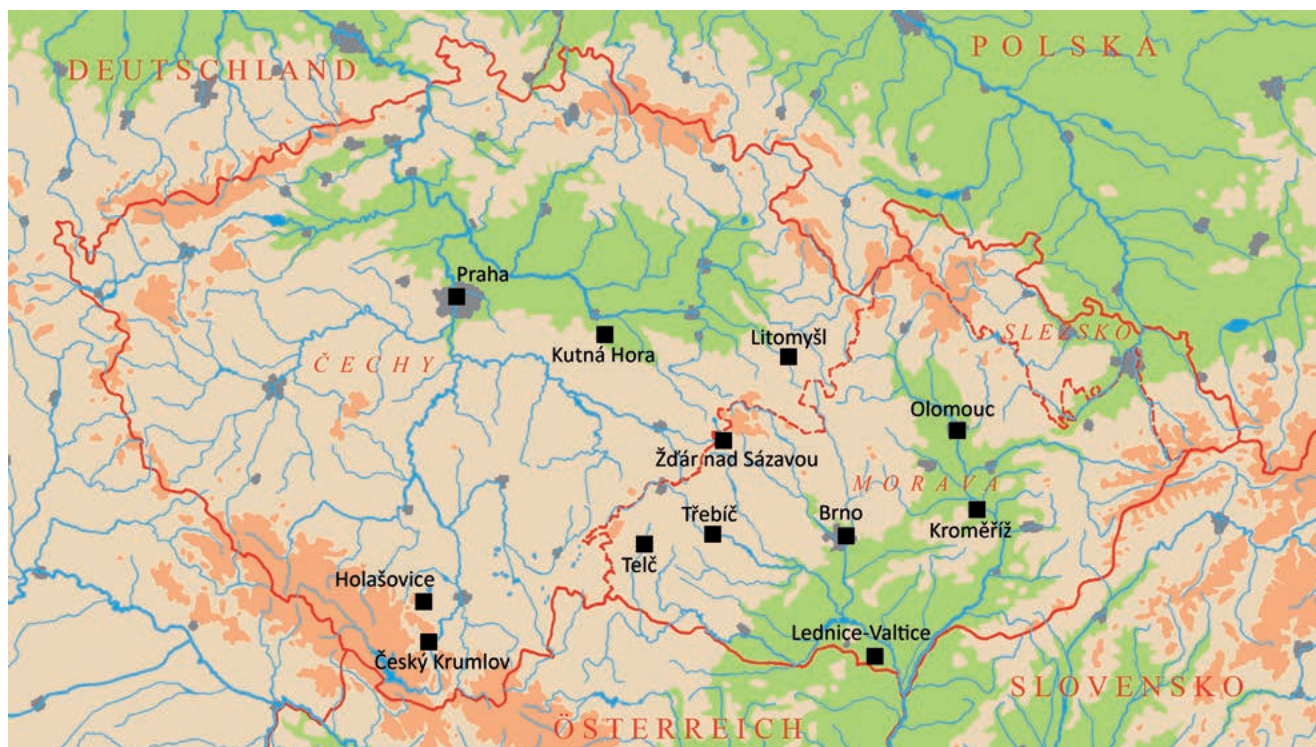 DEUTSCHLAND
POLSKA
Praha
Kutná Hora
Litomyšl
SLEZSKO
ČECHY
Olomouc
Žďár nad Sázavou
MORAVA
Třebíč
Brno
Kroměříž
Telč
Holašovice
Český Krumlov
Lednice-Valtice
SLOVENSKO
ÖSTERREICH